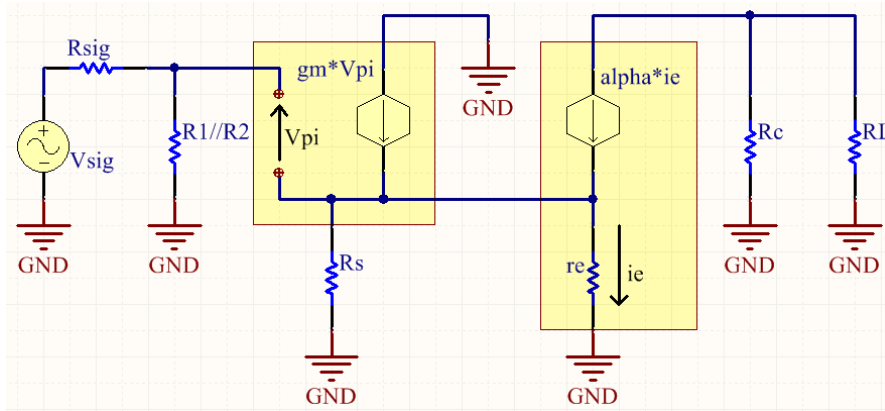 Rsig
gm*Vpi
alpha*ie
GND
R1//R2
Vpi
Rc
Vsig
GND
GND
GND
GND
Rs
re
ie
GND
GND